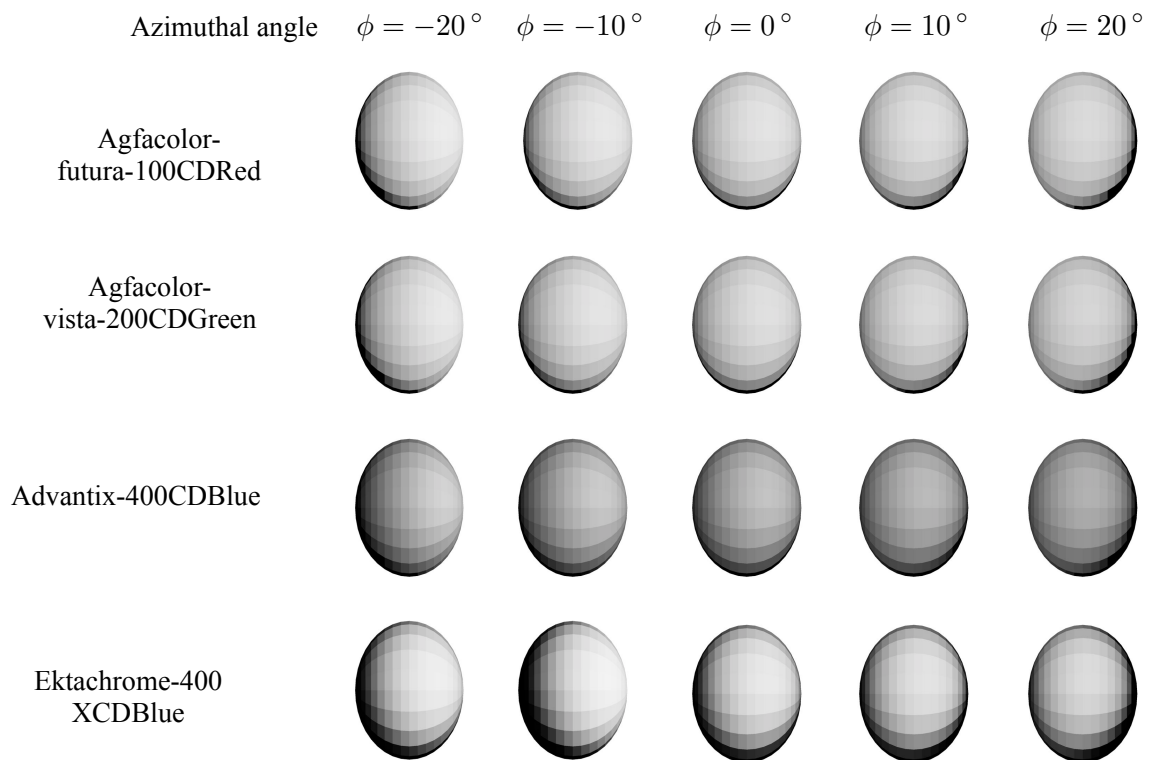 Azimuthal angle ϕ = −20° ϕ = −10° ϕ = 0° ϕ = 10° ϕ = 20°
Agfacolor-
futura-100CDRed
Agfacolor-
vista-200CDGreen
Advantix-400CDBlue
Ektachrome-400
XCDBlue